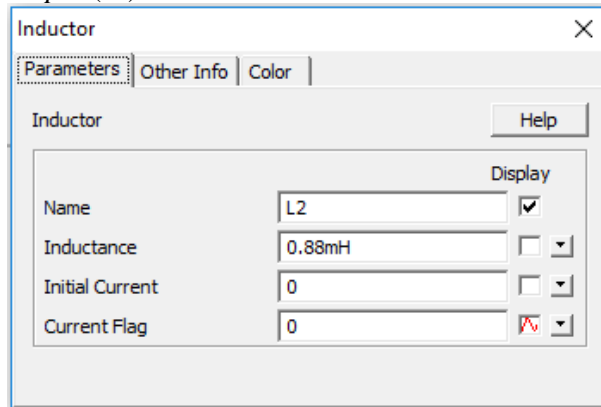 Inductor
Parameters Other Info Color
Inductor Help
Display
Name L2
Inductance 0.88mH
Initial Current 0
Current Flag 0